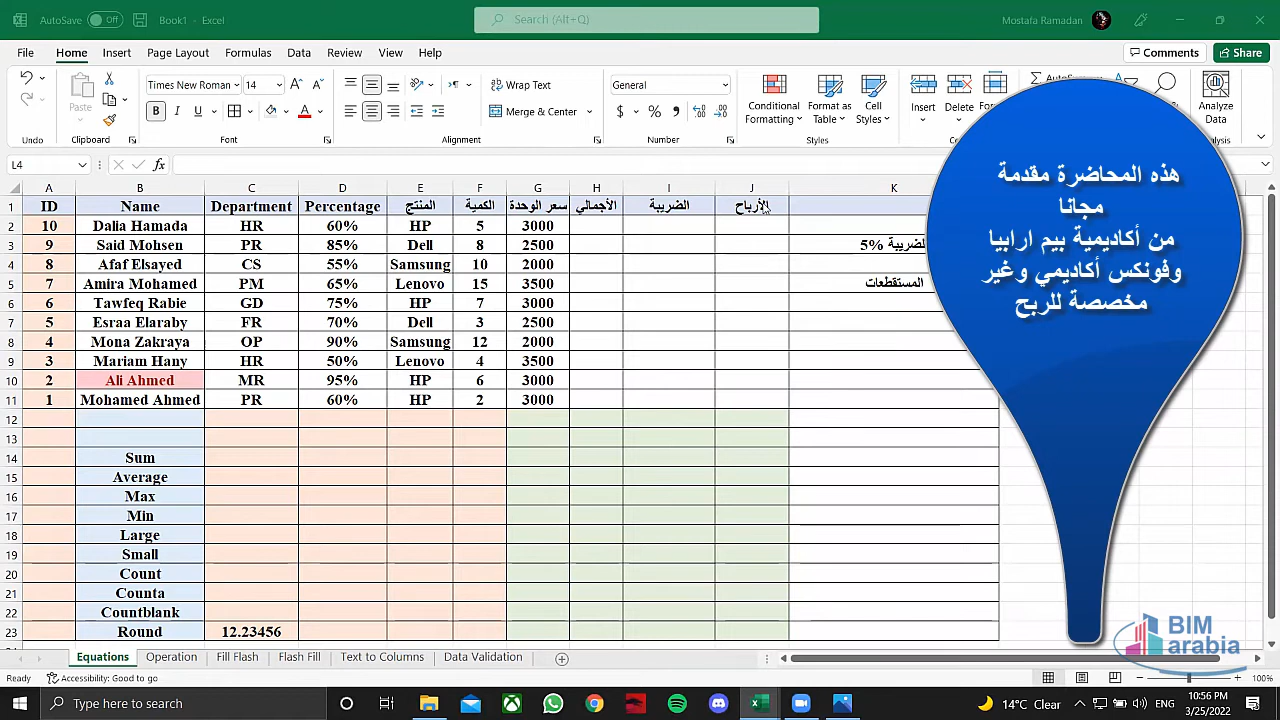 AutoSave Off Book1 - Excel Search (Alt+Q) Mostafa Ramadan
File Home Insert Page Layout Formulas Data Review View Help Comments Share
Times New Roman 14 Wrap Text General
Paste B I U Merge & Center $ % Conditional Formatting Format as Table Cell Styles Insert Delete Analyze Data
Undo Clipboard Font Alignment Number Styles
L4 fx
A B C D E F G H I J K
1 ID Name Department Percentage المنتج الكمية سعر الوحدة الأجمالي الضريبة الأرباح
2 10 Dalia Hamada HR 60% HP 5 3000
3 9 Said Mohsen PR 85% Dell 8 2500 الضريبة 5%
4 8 Afaf Elsayed CS 55% Samsung 10 2000
5 7 Amira Mohamed PM 65% Lenovo 15 3500 المستقطعات
6 6 Tawfeq Rabie GD 75% HP 7 3000
7 5 Esraa Elaraby FR 70% Dell 3 2500
8 4 Mona Zakraya OP 90% Samsung 12 2000
9 3 Mariam Hany HR 50% Lenovo 4 3500
10 2 Ali Ahmed MR 95% HP 6 3000
11 1 Mohamed Ahmed PR 60% HP 2 3000
12
13
14 Sum
15 Average
16 Max
17 Min
18 Large
19 Small
20 Count
21 Counta
22 Countblank
23 Round 12.23456
هذه المحاضرة مقدمة
مجانا
من أكاديمية بيم ارابيا
وفونكس أكاديمي وغير
مخصصة للربح
BIM
arabia
Equations Operation Fill Flash Flash Fill Text to Columns Data Validation
Ready Accessibility: Good to go 100%
Type here to search 14°C Clear ENG 10:56 PM
3/25/2022